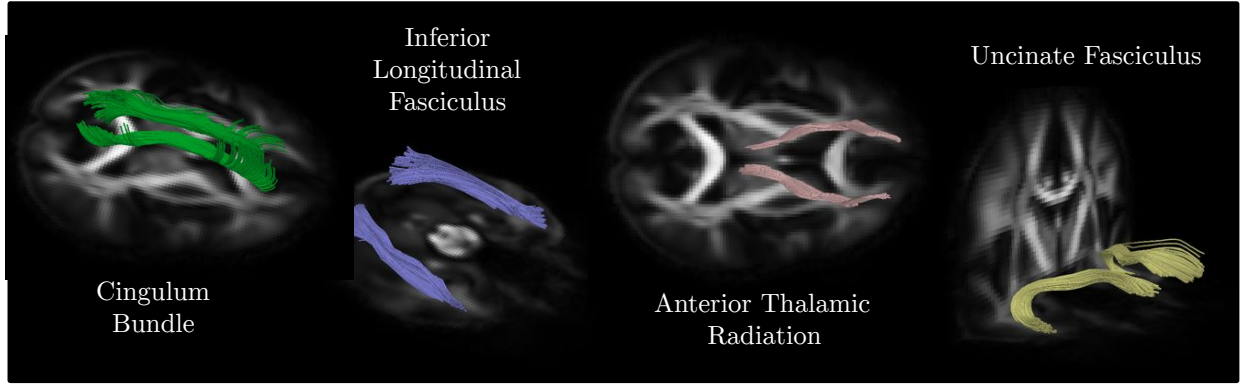 Cingulum
Bundle
Inferior
Longitudinal
Fasciculus
Anterior Thalamic
Radiation
Uncinate Fasciculus